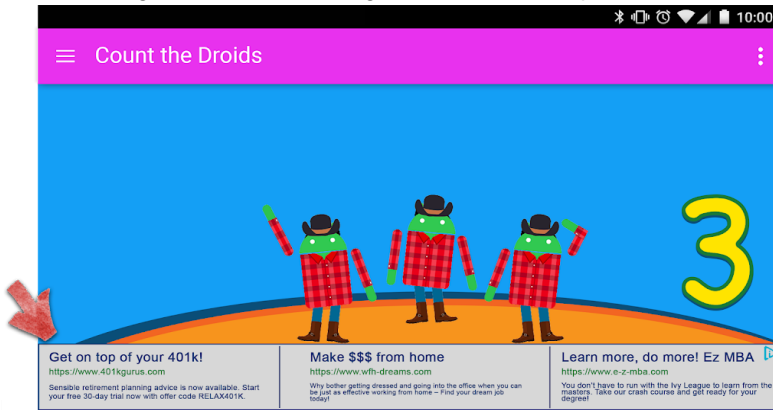 10:00
Count the Droids
3
Get on top of your 401k!
https://www.401kgurus.com
Sensible retirement planning advice is now available. Start
your free 30-day trial now with offer code RELAX401K.
Make $$$ from home
https://www.wfh-dreams.com
Why bother getting dressed and going into the office when you can
be just as effective working from home – Find your dream job
today!
Learn more, do more! Ez MBA
https://www.e-z-mba.com
You don't have to run with the Ivy League to learn from the
masters. Take our crash course and get ready for your
degree!